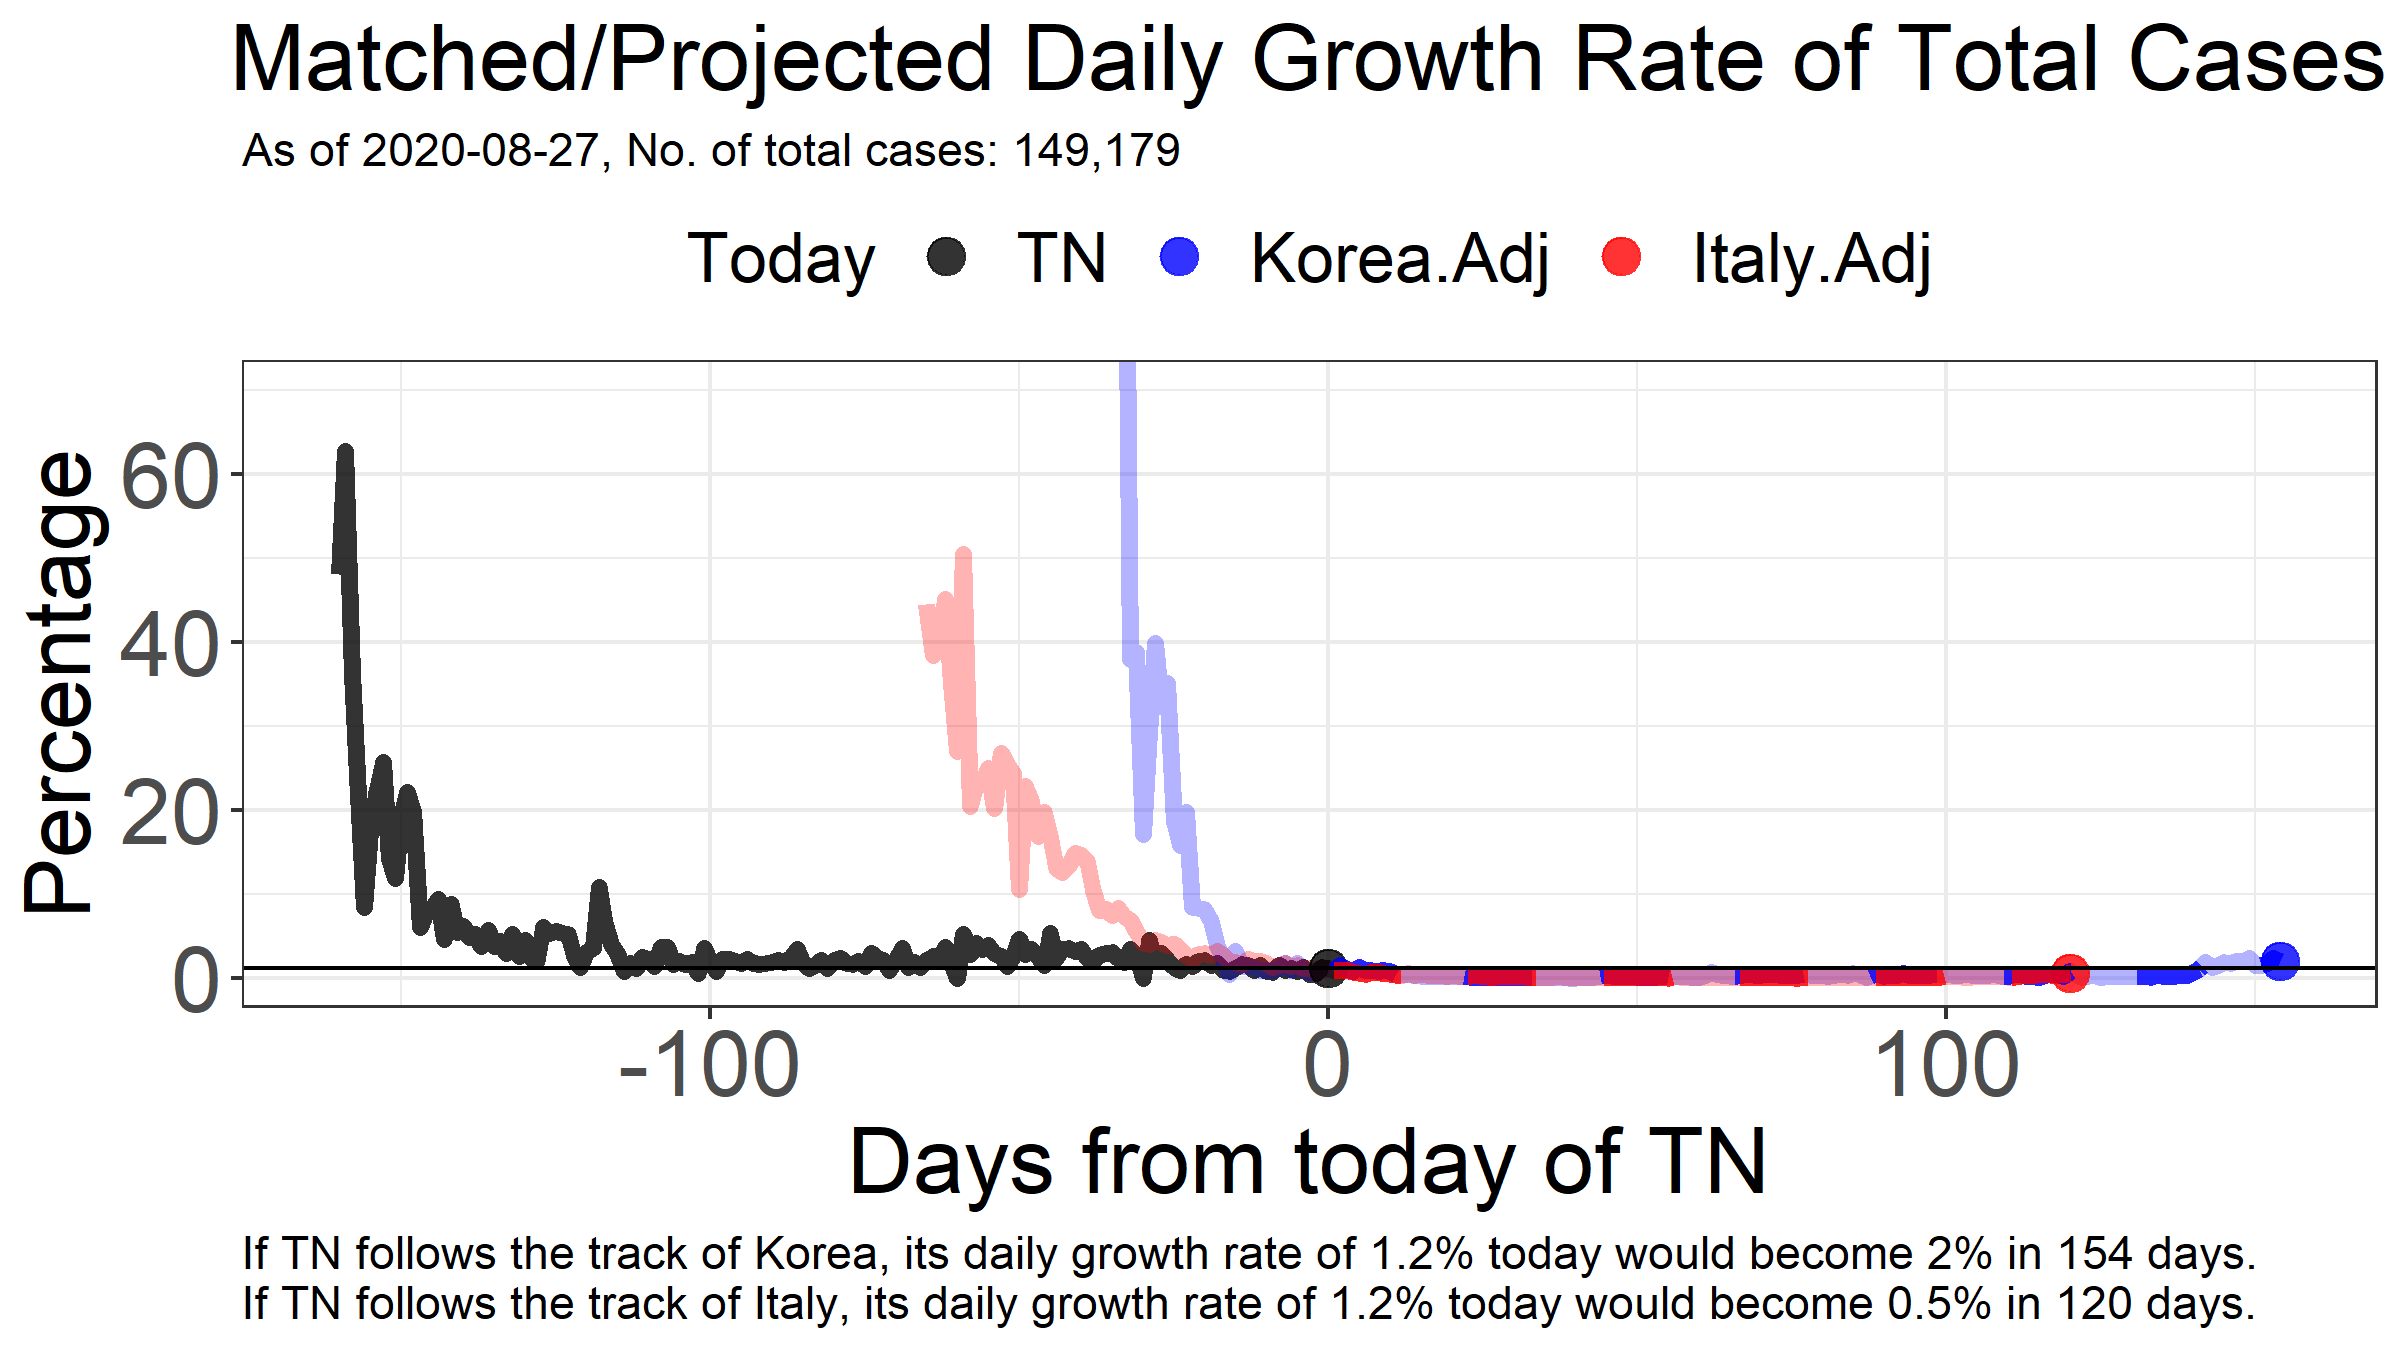 Matched/Projected Daily Growth Rate of Total Cases
As of 2020-08-27, No. of total cases: 149,179
Today TN Korea.Adj Italy.Adj
Percentage
60
40
20
0
-100 0 100
Days from today of TN
If TN follows the track of Korea, its daily growth rate of 1.2% today would become 2% in 154 days.
If TN follows the track of Italy, its daily growth rate of 1.2% today would become 0.5% in 120 days.